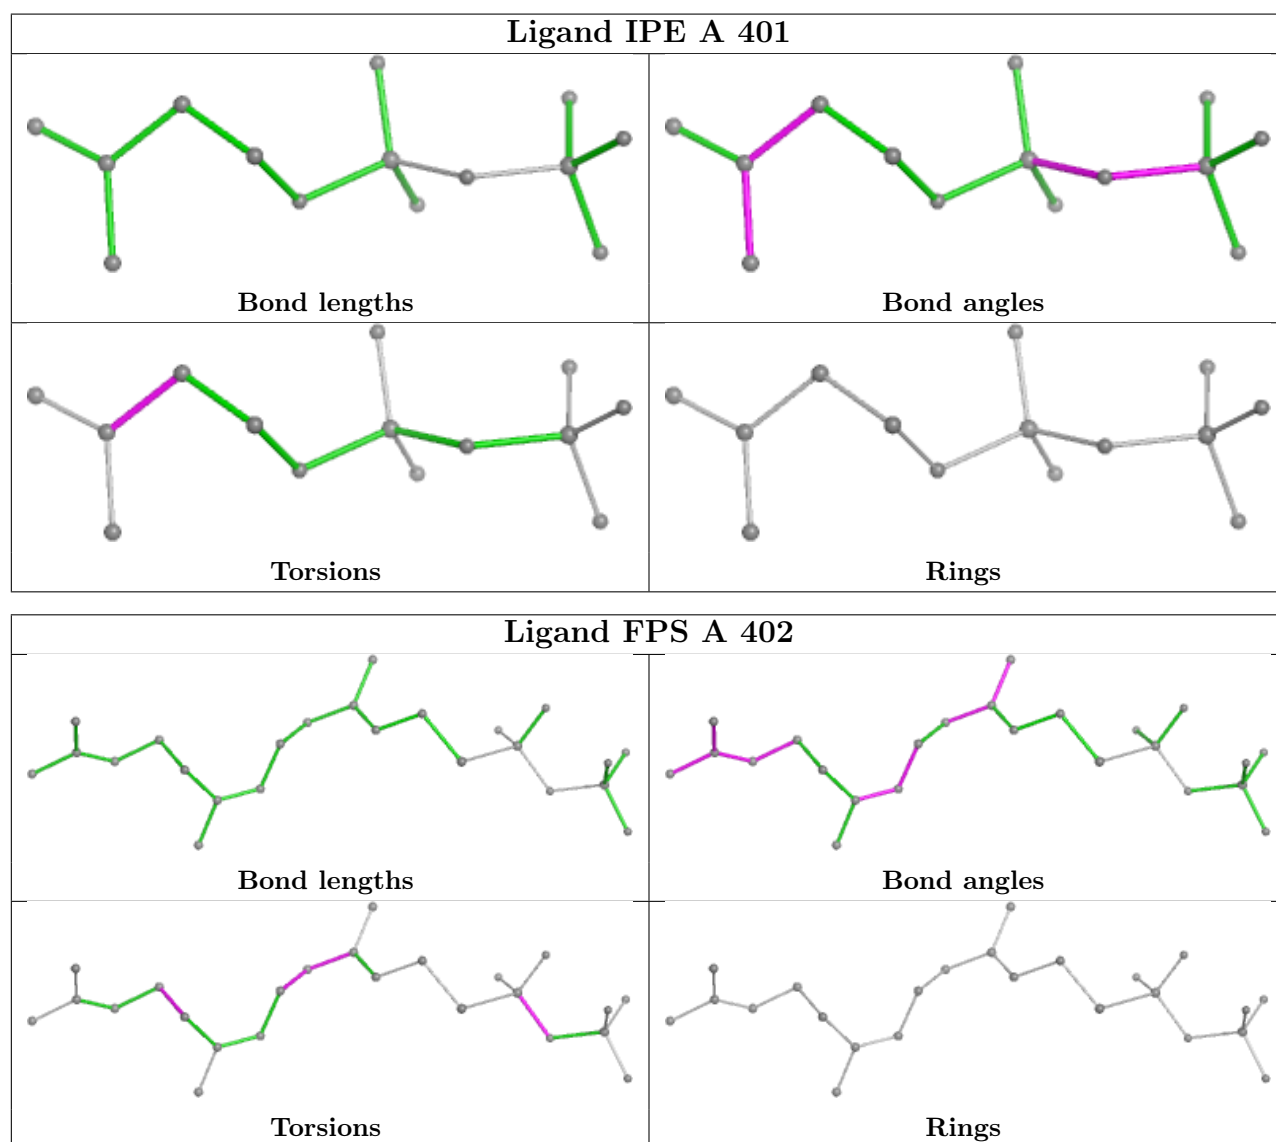 Ligand IPE A 401
Bond lengths
Bond angles
Torsions
Rings
Ligand FPS A 402
Bond lengths
Bond angles
Torsions
Rings